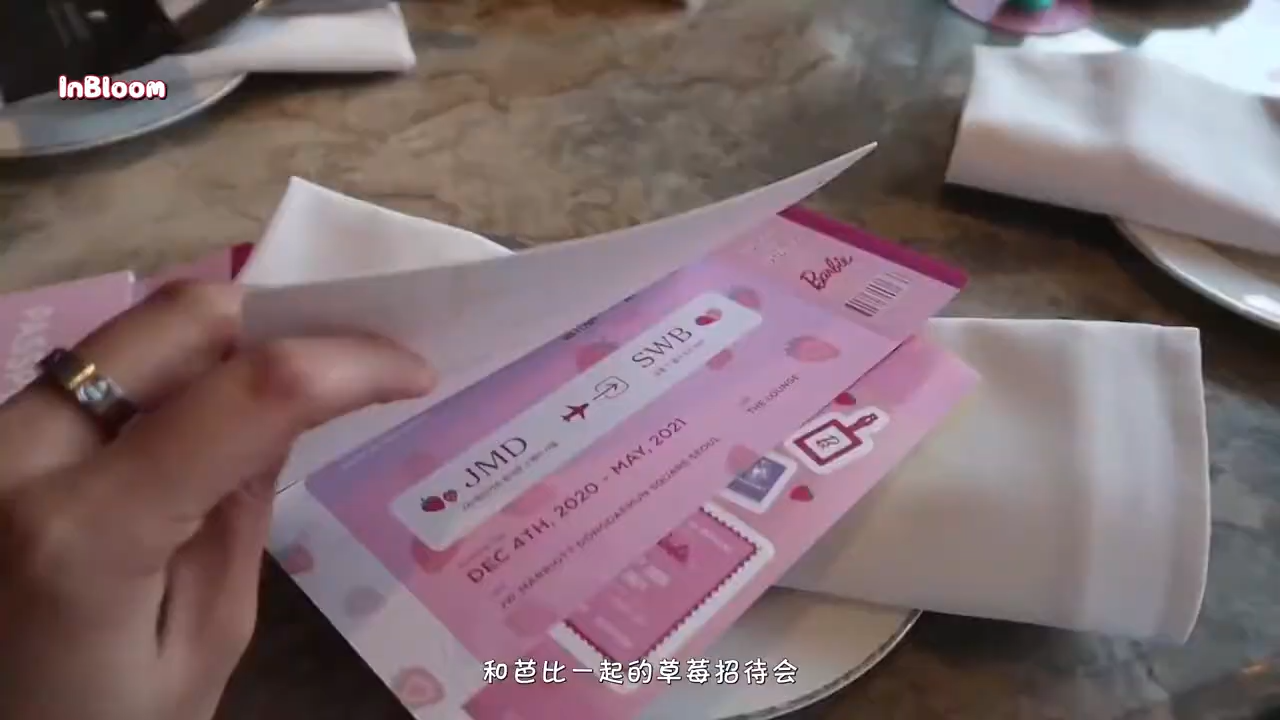 InBloom
Barbie
JMD
SWB
DEC 4TH, 2020 - MAY, 2021
JW MARRIOTT DONGDAEMUN SQUARE SEOUL
THE LOUNGE
和芭比一起的草莓招待会